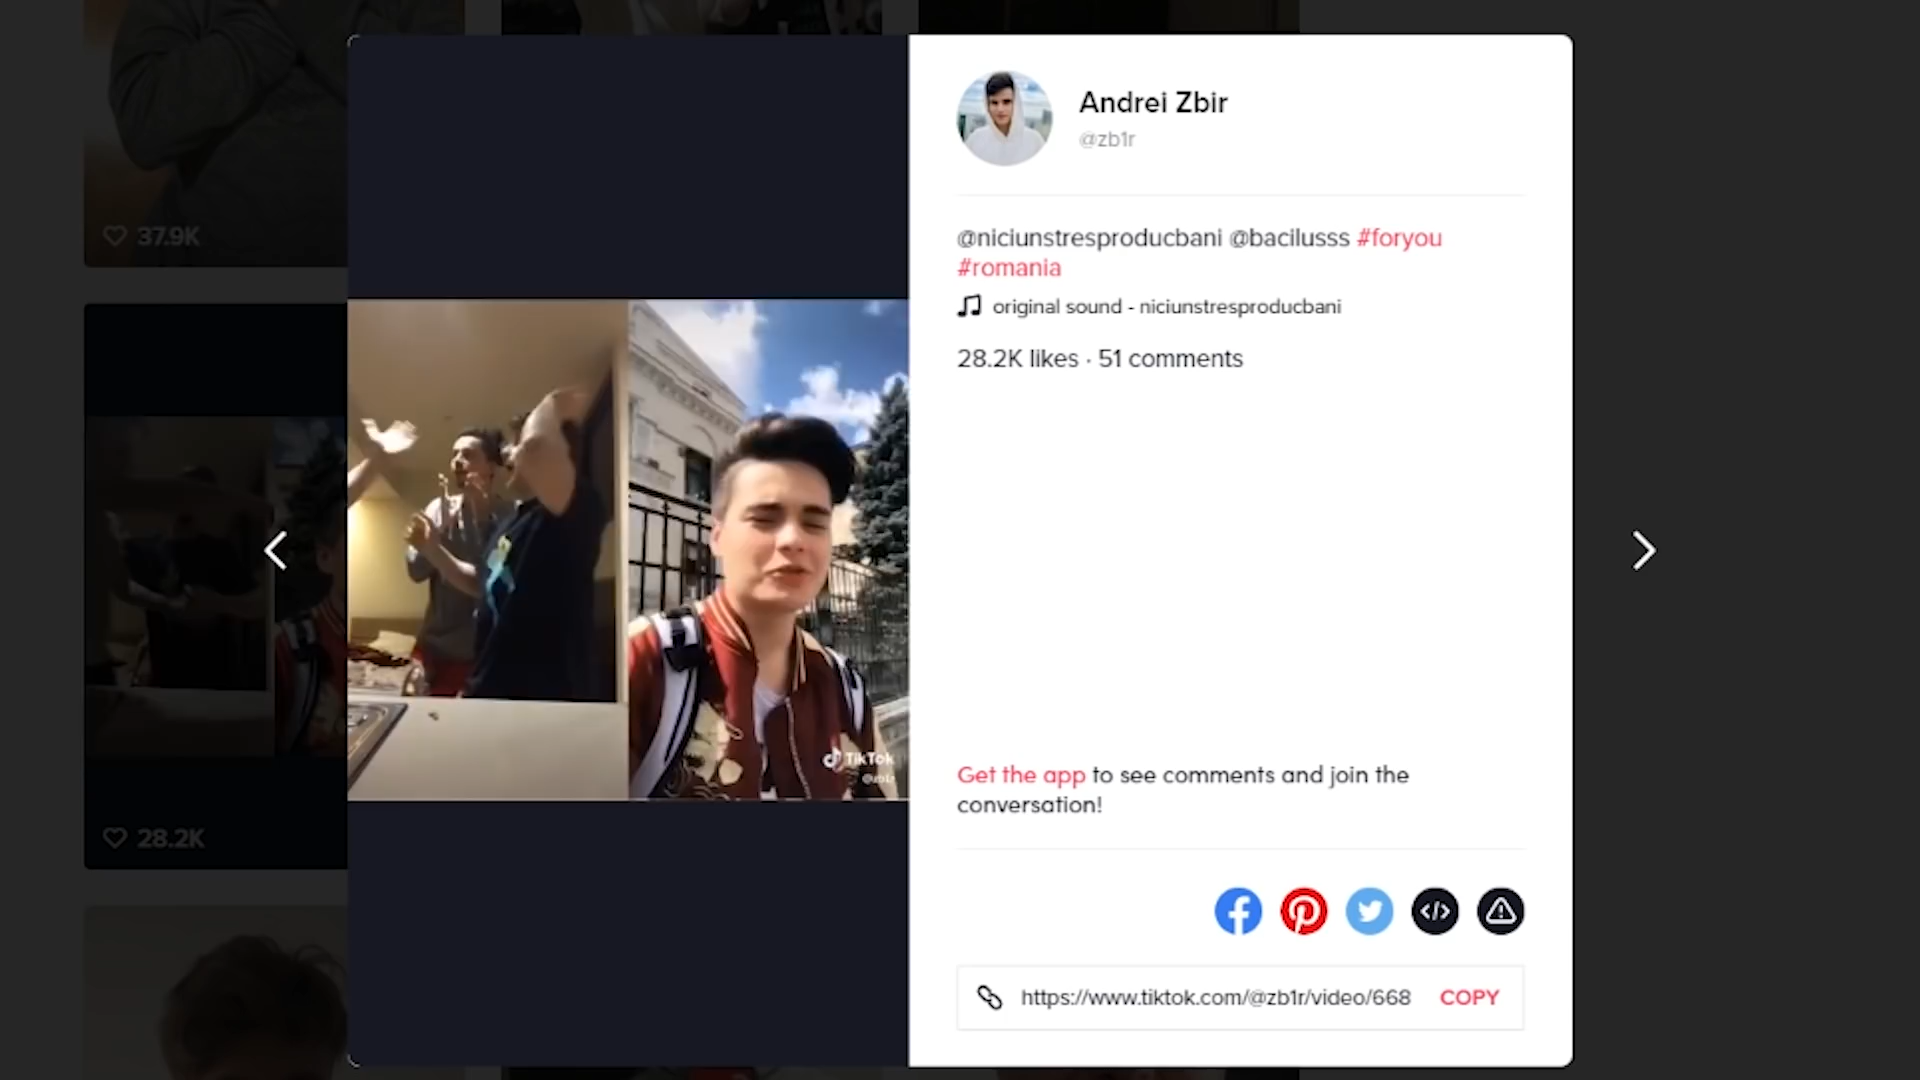 37.9K
28.2K
TikTok
@zb1r
Andrei Zbir
@zb1r
@niciunstresproducbani @bacilusss #foryou
#romania
original sound - niciunstresproducbani
28.2K likes · 51 comments
Get the app to see comments and join the
conversation!
https://www.tiktok.com/@zb1r/video/668
COPY